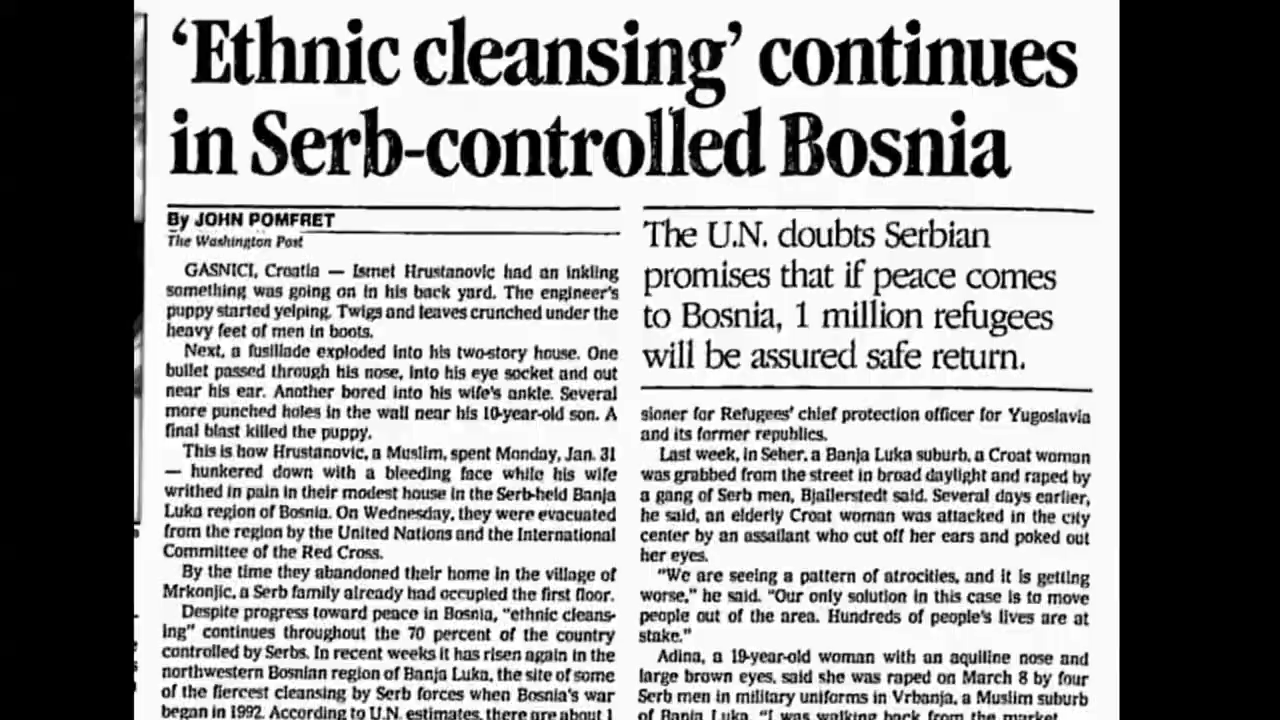 ‘Ethnic cleansing’ continues
in Serb-controlled Bosnia
By JOHN POMFRET
The Washington Post
GASNICI, Croatia — Ismet Hrustanovic had an inkling
something was going on in his back yard. The engineer's
puppy started yelping. Twigs and leaves crunched under the
heavy feet of men in boots.
Next, a fusillade exploded into his two-story house. One
bullet passed through his nose, into his eye socket and out
near his ear. Another bored into his wife's ankle. Several
more punched holes in the wall near his 10-year-old son. A
final blast killed the puppy.
This is how Hrustanovic, a Muslim, spent Monday, Jan. 31
— hunkered down with a bleeding face while his wife
writhed in pain in their modest house in the Serb-held Banja
Luka region of Bosnia. On Wednesday, they were evacuated
from the region by the United Nations and the International
Committee of the Red Cross.
By the time they abandoned their home in the village of
Mrkonjic, a Serb family already had occupied the first floor.
Despite progress toward peace in Bosnia, "ethnic cleans-
ing" continues throughout the 70 percent of the country
controlled by Serbs. In recent weeks it has risen again in the
northwestern Bosnian region of Banja Luka, the site of some
of the fiercest cleansing by Serb forces when Bosnia's war
began in 1992. According to U.N. estimates, there are about 1
The U.N. doubts Serbian
promises that if peace comes
to Bosnia, 1 million refugees
will be assured safe return.
sioner for Refugees' chief protection officer for Yugoslavia
and its former republics.
Last week, in Seher, a Banja Luka suburb, a Croat woman
was grabbed from the street in broad daylight and raped by
a gang of Serb men, Bjallerstedt said. Several days earlier,
he said, an elderly Croat woman was attacked in the city
center by an assailant who cut off her ears and poked out
her eyes.
"We are seeing a pattern of atrocities, and it is getting
worse," he said. "Our only solution in this case is to move
people out of the area. Hundreds of people's lives are at
stake."
Adina, a 19-year-old woman with an aquiline nose and
large brown eyes, said she was raped on March 8 by four
Serb men in military uniforms in Vrbanja, a Muslim suburb
of Banja Luka. "I was walking back from the market,